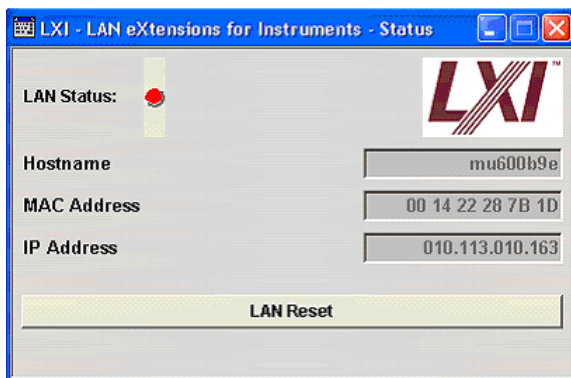 LXI - LAN eXtensions for Instruments - Status
LAN Status:
LXI™
Hostname
mu600b9e
MAC Address
00 14 22 28 7B 1D
IP Address
010.113.010.163
LAN Reset